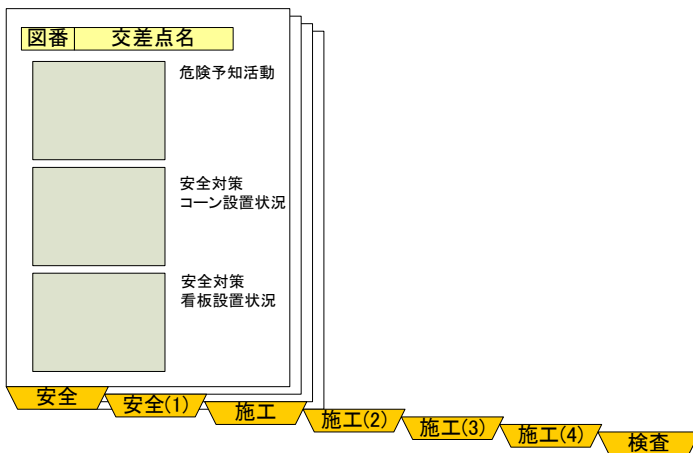 図番 交差点名
危険予知活動
安全対策
コーン設置状況
安全対策
看板設置状況
安全
安全(1)
施工
施工(2)
施工(3)
施工(4)
検査